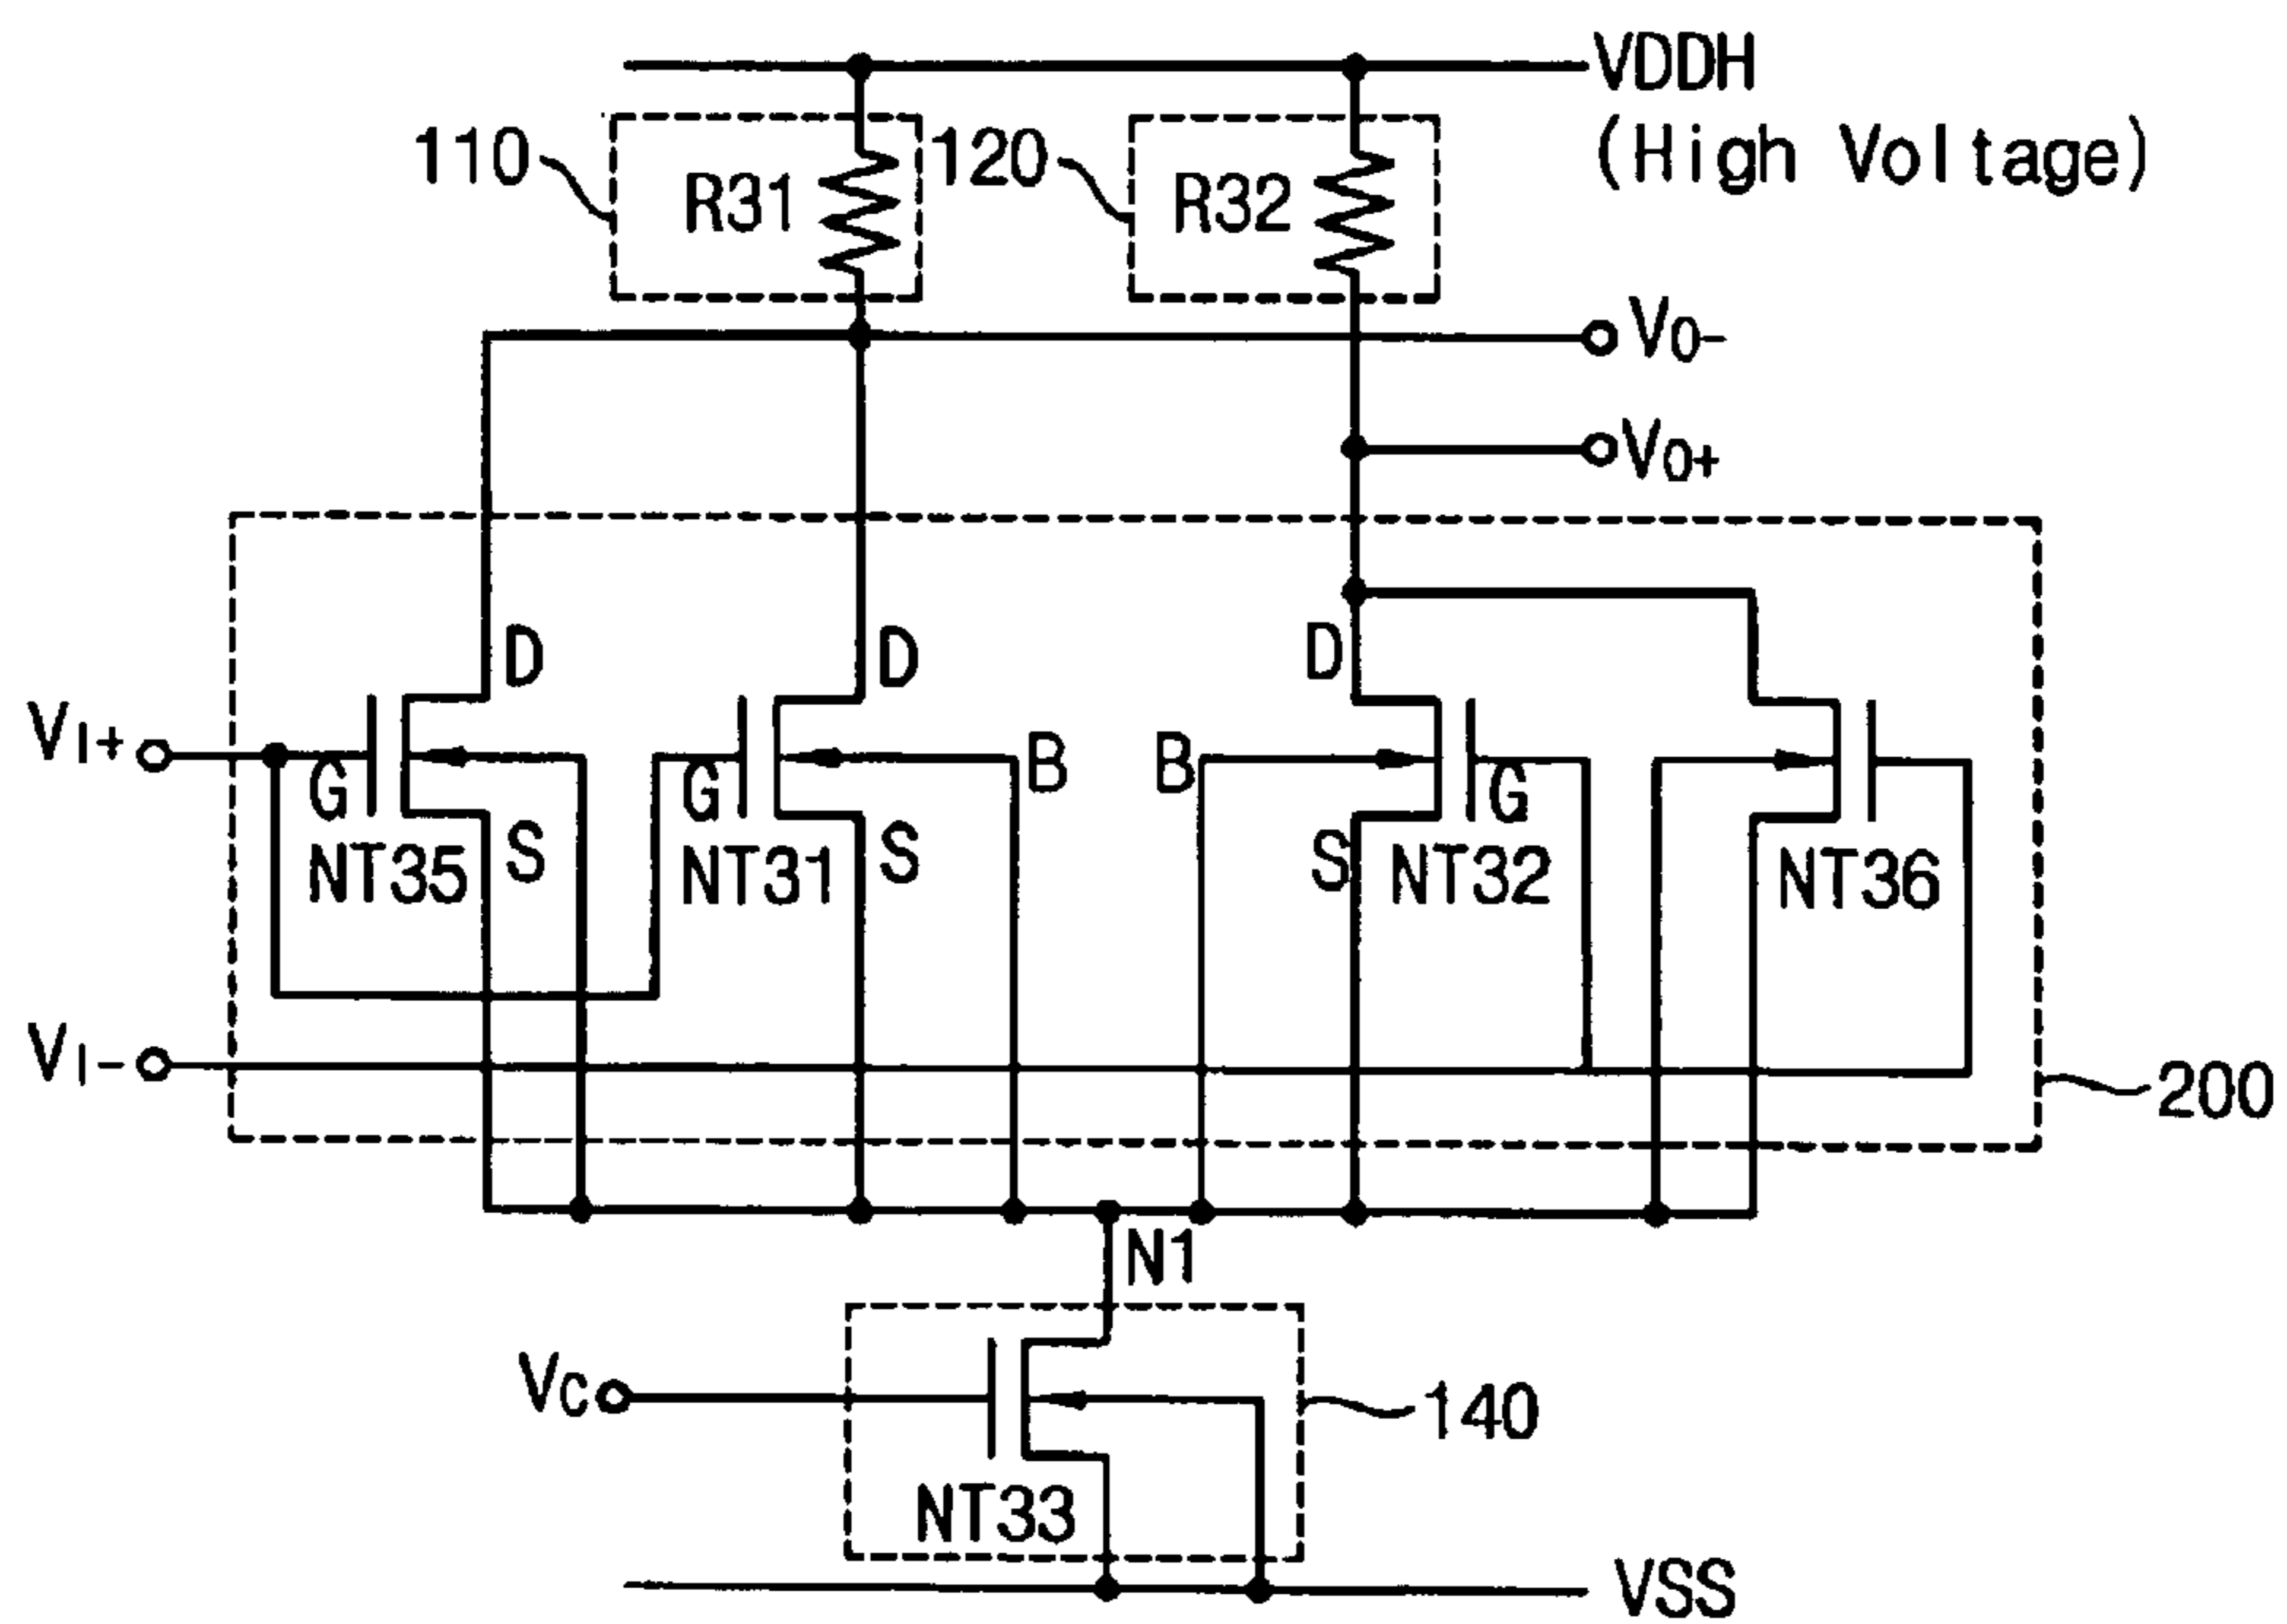 VDDH
(High Voltage)
110
R31
120
R32
VO-
VO+
D
D
D
VI+
G
G
B
B
G
NT35
S
NT31
S
S
NT32
NT36
VI-
200
N1
VC
140
NT33
VSS